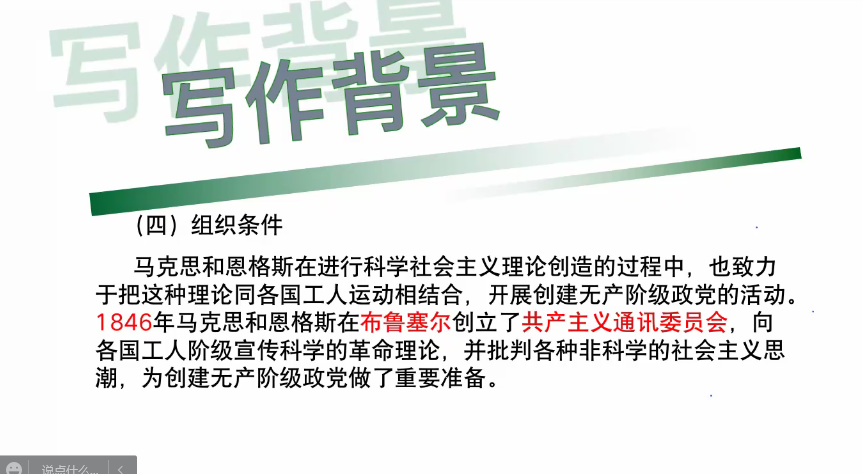 写作背景
写作背景
（四）组织条件
马克思和恩格斯在进行科学社会主义理论创造的过程中，也致力
于把这种理论同各国工人运动相结合，开展创建无产阶级政党的活动。
1846年马克思和恩格斯在布鲁塞尔创立了共产主义通讯委员会，向
各国工人阶级宣传科学的革命理论，并批判各种非科学的社会主义思
潮，为创建无产阶级政党做了重要准备。
说点什么...